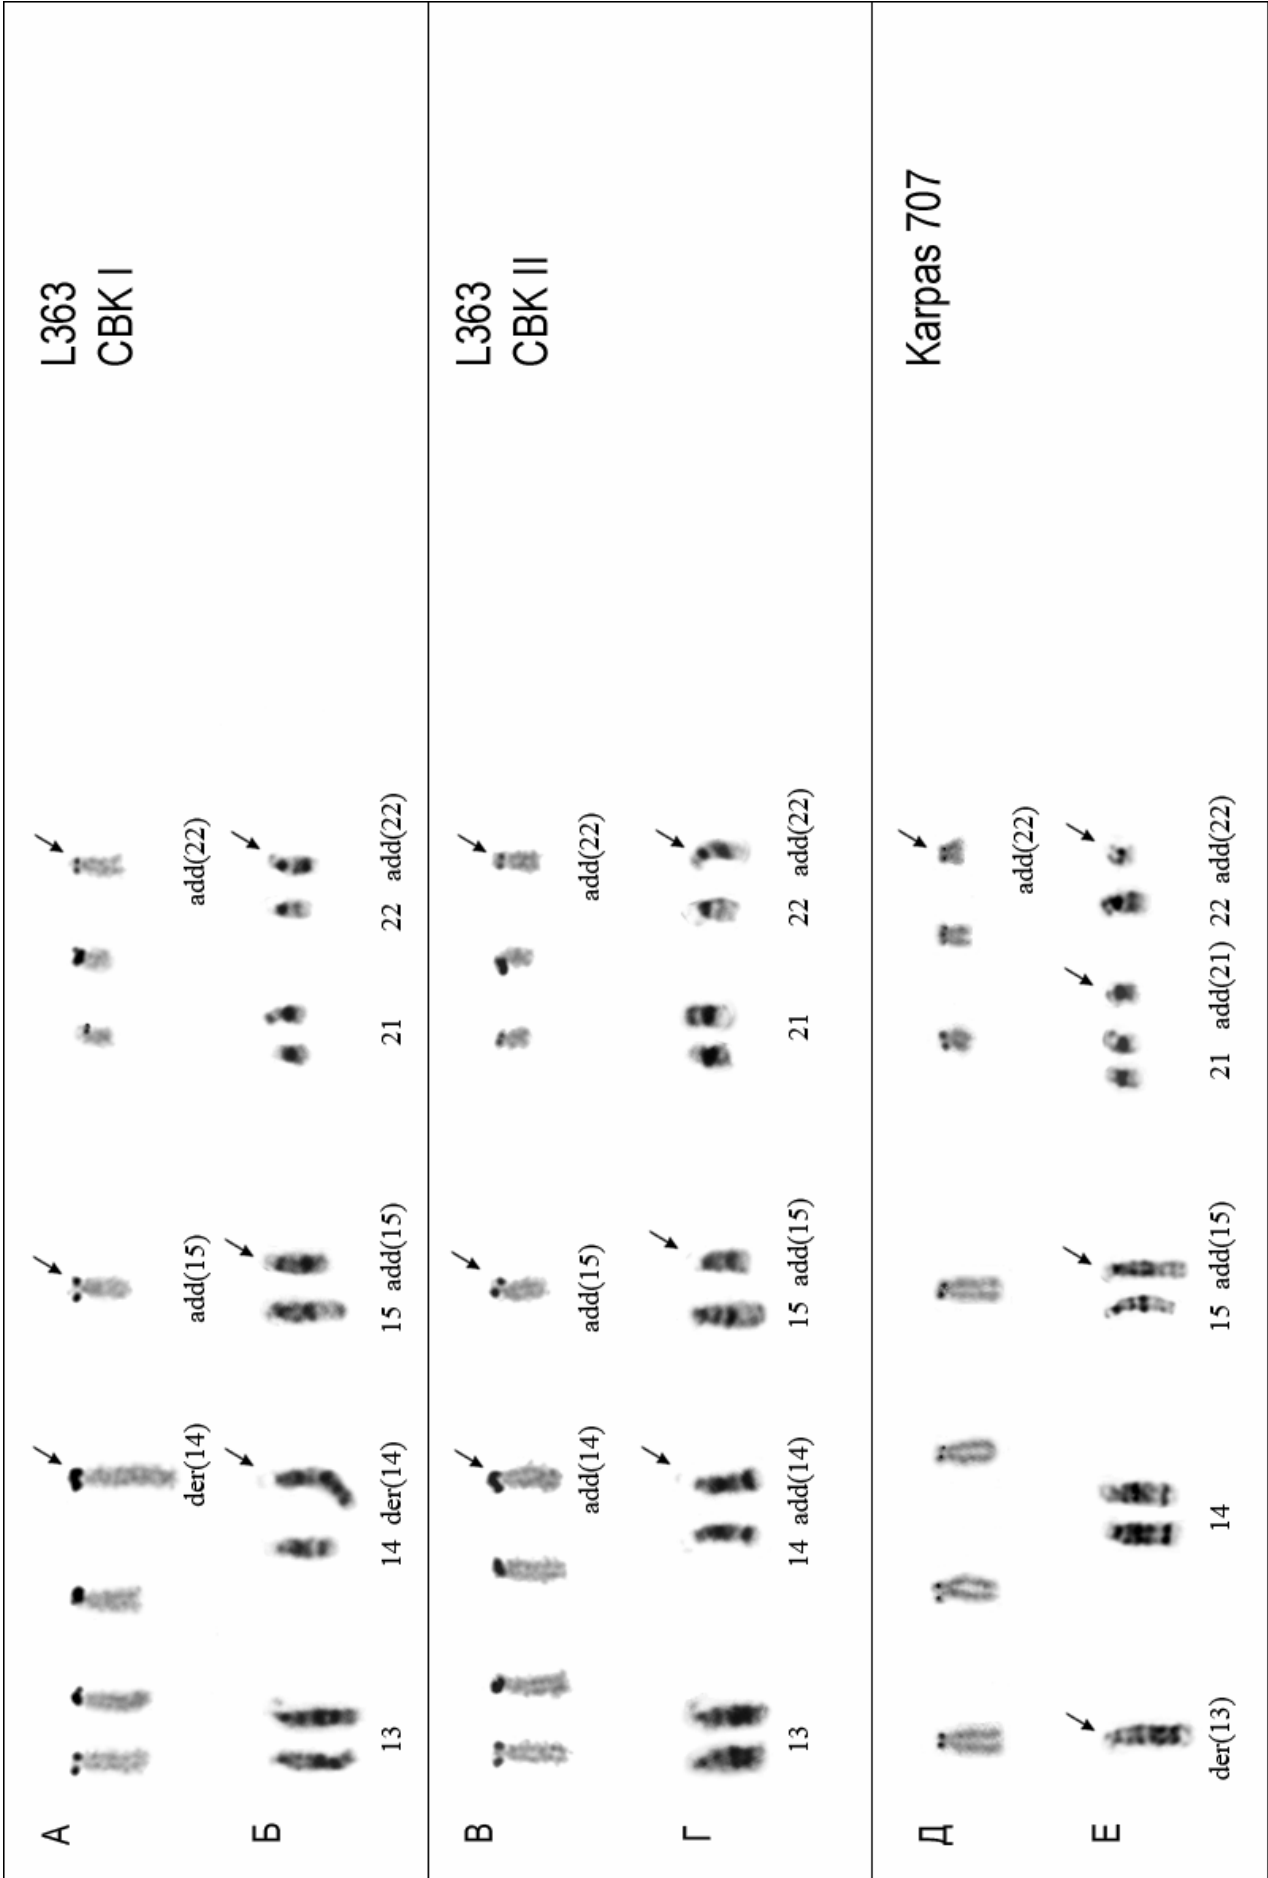 L363
СВК I
А
der(14) add(15) add(22)
Б
13 14 der(14) 15 add(15) 21 22 add(22)
L363
СВК II
В
add(14) add(15) add(22)
Г
13 14 add(14) 15 add(15) 21 22 add(22)
Karpas 707
Д
add(22)
Е
der(13) 14 15 add(15) 21 add(21) 22 add(22)